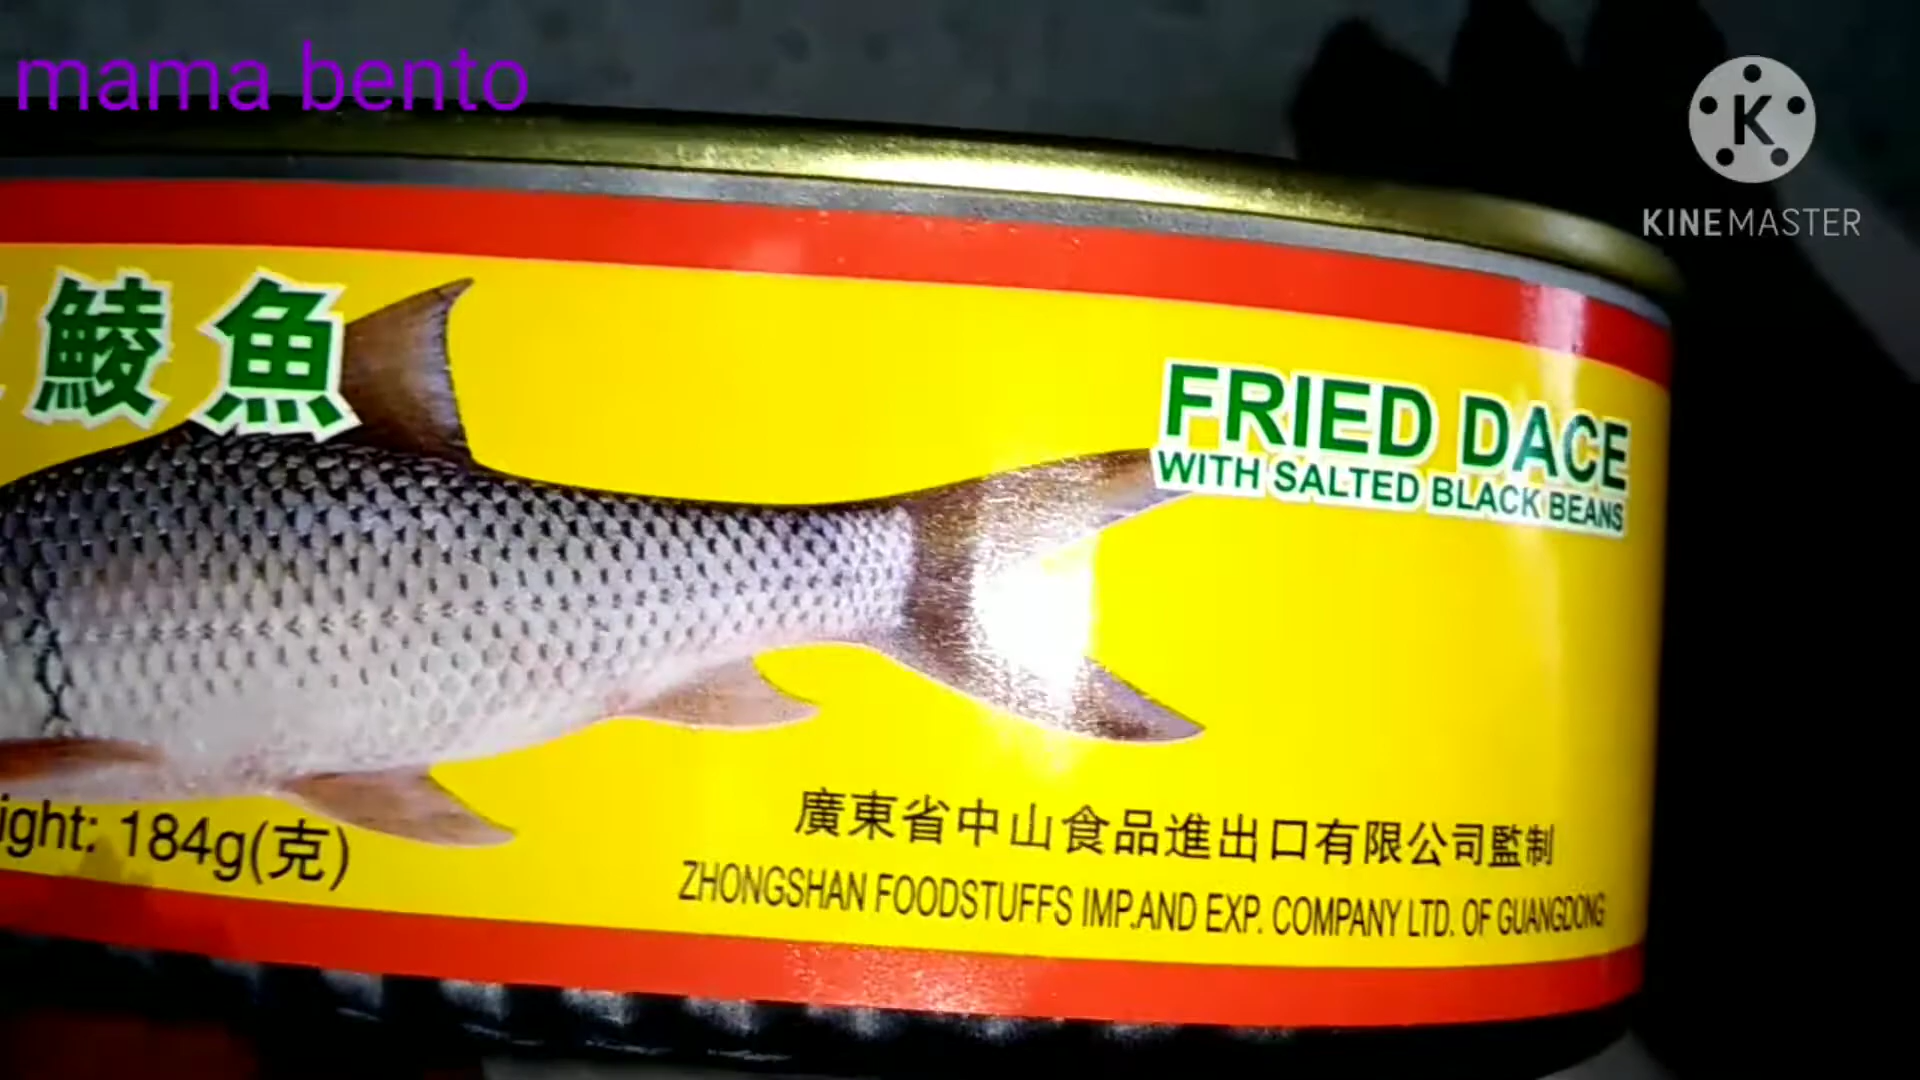 mama bento
K
KINEMASTER
鯪魚
FRIED DACE
WITH SALTED BLACK BEANS
184g(克)
廣東省中山食品進出口有限公司監制
ZHONGSHAN FOODSTUFFS IMP.AND EXP. COMPANY LTD. OF GUANGDONG